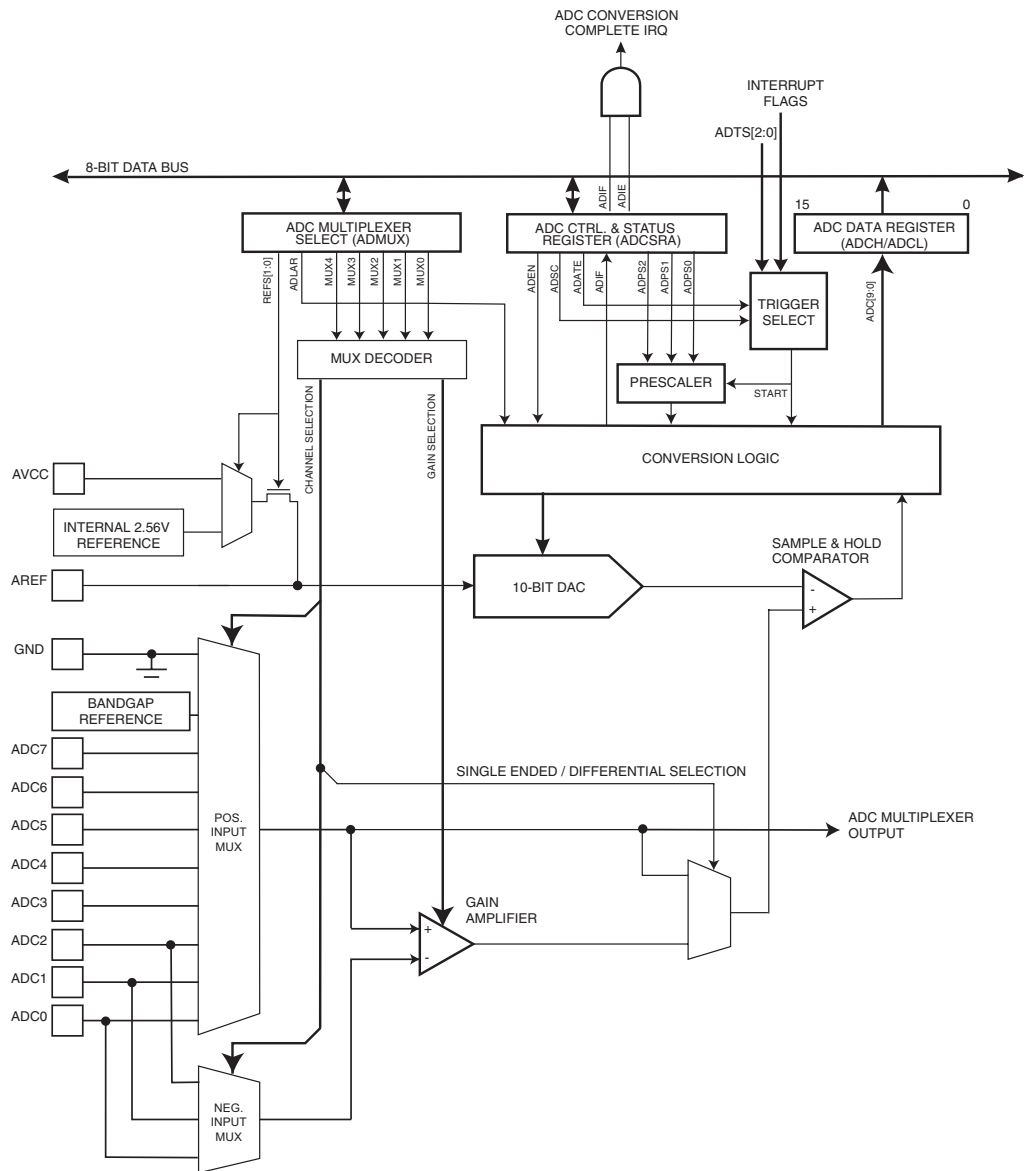 ADC CONVERSION
COMPLETE IRQ
INTERRUPT
FLAGS
ADTS[2:0]
8-BIT DATA BUS
ADIF
ADIE
15
0
ADC MULTIPLEXER
SELECT (ADMUX)
ADC CTRL. & STATUS
REGISTER (ADCSRA)
ADC DATA REGISTER
(ADCH/ADCL)
REFS[1:0]
ADLAR
MUX4
MUX3
MUX2
MUX1
MUX0
ADEN
ADSC
ADATE
ADIF
ADPS2
ADPS1
ADPS0
TRIGGER
SELECT
ADC[9:0]
MUX DECODER
PRESCALER
START
CHANNEL SELECTION
GAIN SELECTION
CONVERSION LOGIC
AVCC
INTERNAL 2.56V
REFERENCE
SAMPLE & HOLD
COMPARATOR
AREF
10-BIT DAC
-
+
GND
BANDGAP
REFERENCE
ADC7
SINGLE ENDED / DIFFERENTIAL SELECTION
ADC6
ADC5
POS.
INPUT
MUX
ADC MULTIPLEXER
OUTPUT
ADC4
ADC3
GAIN
AMPLIFIER
+
-
ADC2
ADC1
ADC0
NEG.
INPUT
MUX